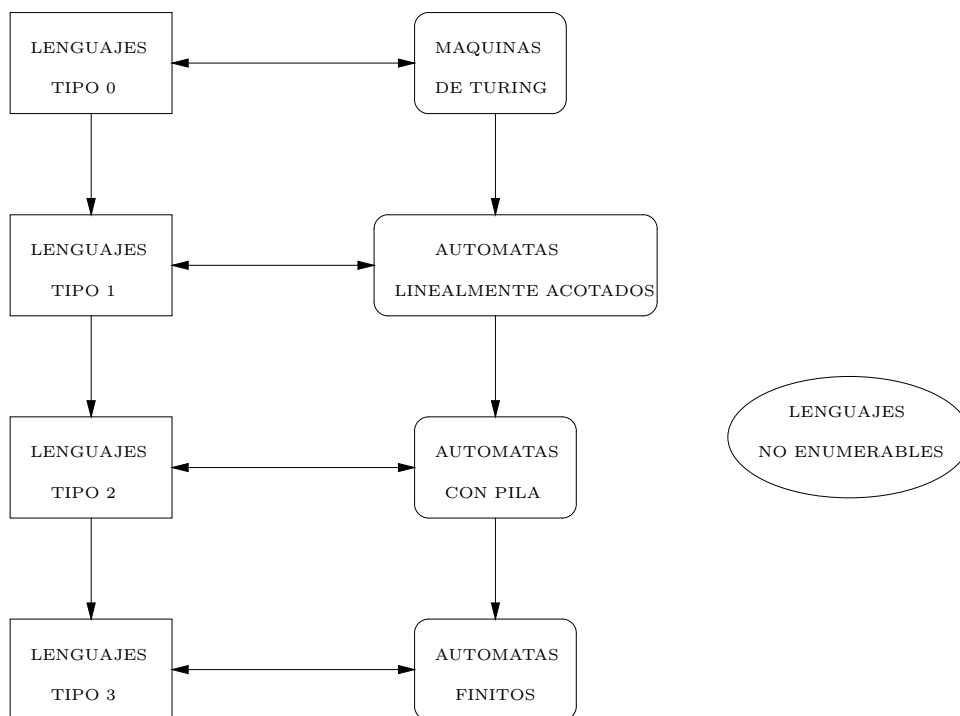 LENGUAJES
TIPO 0
MAQUINAS
DE TURING
LENGUAJES
TIPO 1
AUTOMATAS
LINEALMENTE ACOTADOS
LENGUAJES
NO ENUMERABLES
LENGUAJES
TIPO 2
AUTOMATAS
CON PILA
LENGUAJES
TIPO 3
AUTOMATAS
FINITOS